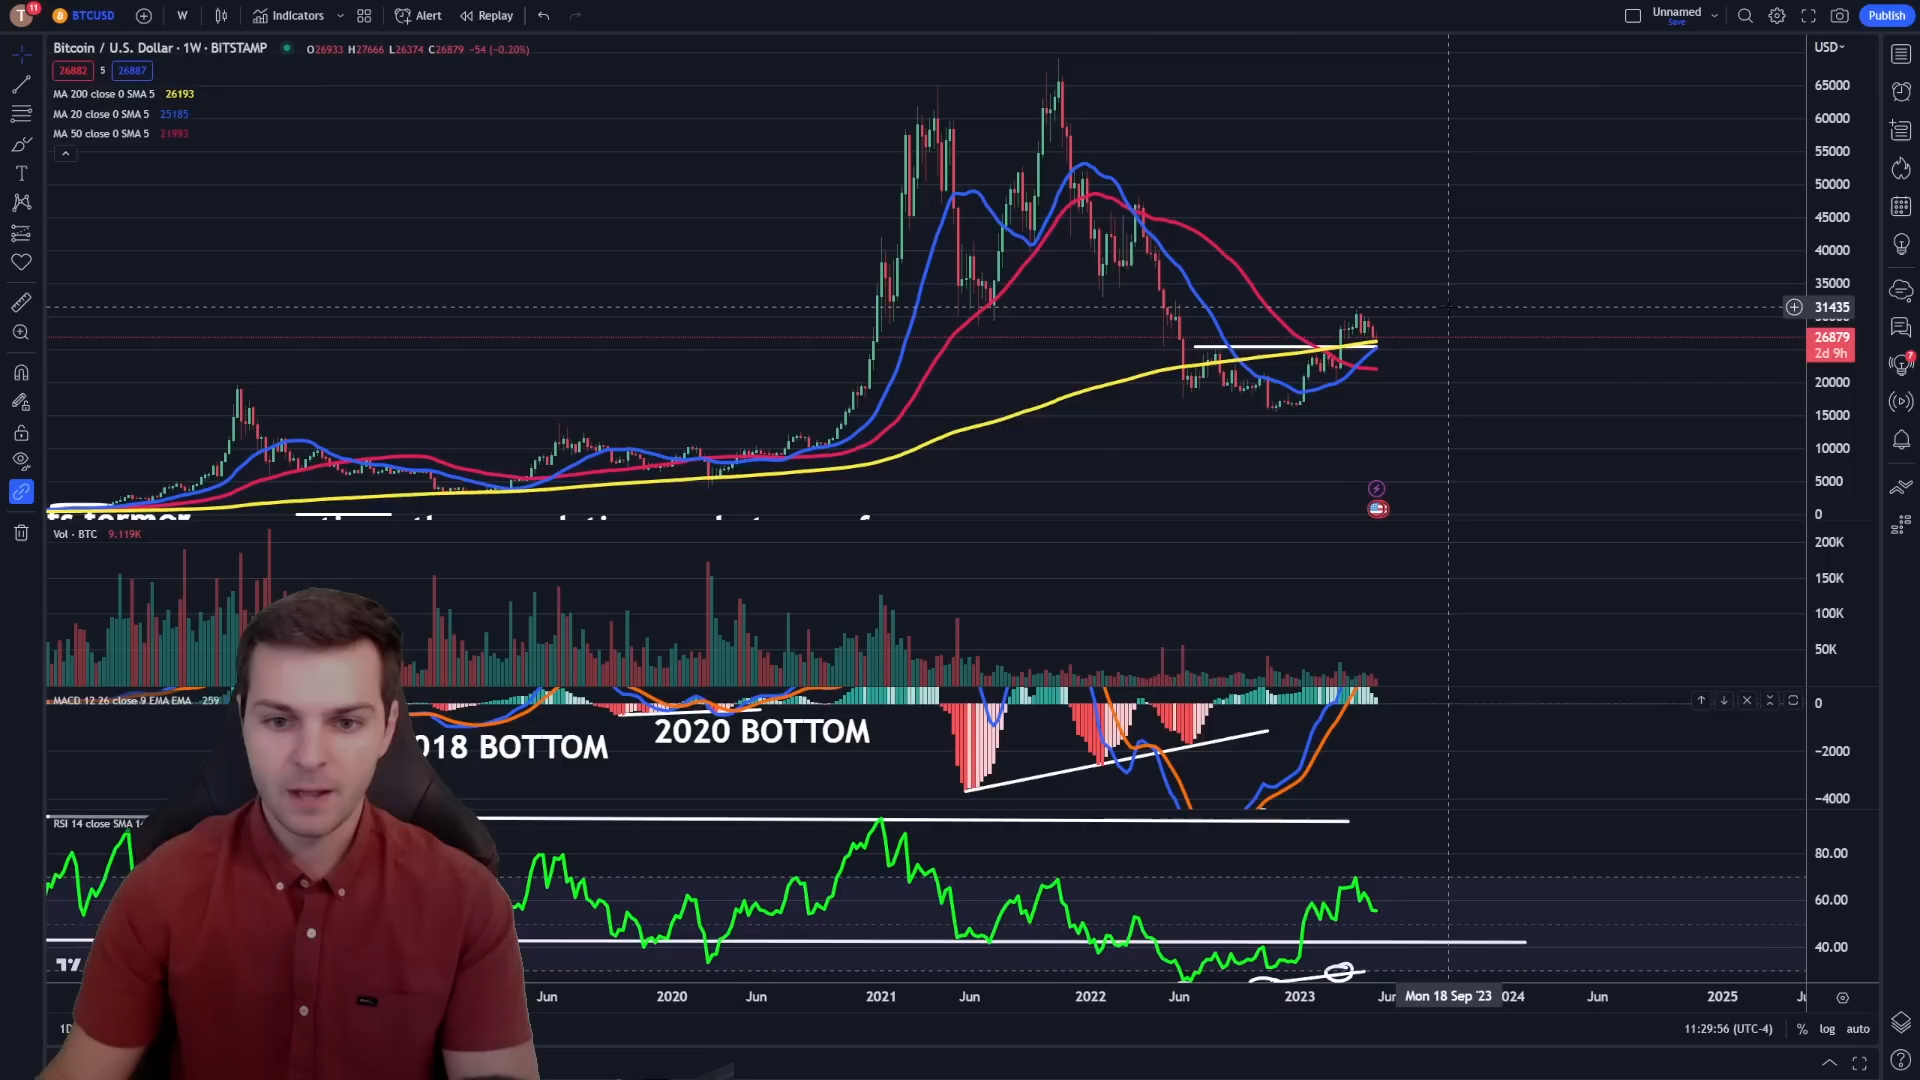 T 11 BTCUSD W Indicators Alert Replay Unnamed Save Publish
Bitcoin / U.S. Dollar · 1W · BITSTAMP O26933 H27666 L26374 C26879 −54 (−0.20%) USD
26882 5 26887
MA 200 close 0 SMA 5 26193
MA 20 close 0 SMA 5 25185
MA 50 close 0 SMA 5 21993
65000
60000
55000
50000
45000
40000
35000
31435
26879
2d 9h
20000
15000
10000
5000
0
Vol · BTC 9.119K
200K
150K
100K
50K
MACD 12 26 close 9 EMA EMA 259
0
−2000
−4000
018 BOTTOM
2020 BOTTOM
RSI 14 close SMA 14
80.00
60.00
40.00
Jun 2020 Jun 2021 Jun 2022 Jun 2023 Jun Mon 18 Sep '23 024 Jun 2025
11:29:56 (UTC-4) % log auto
7